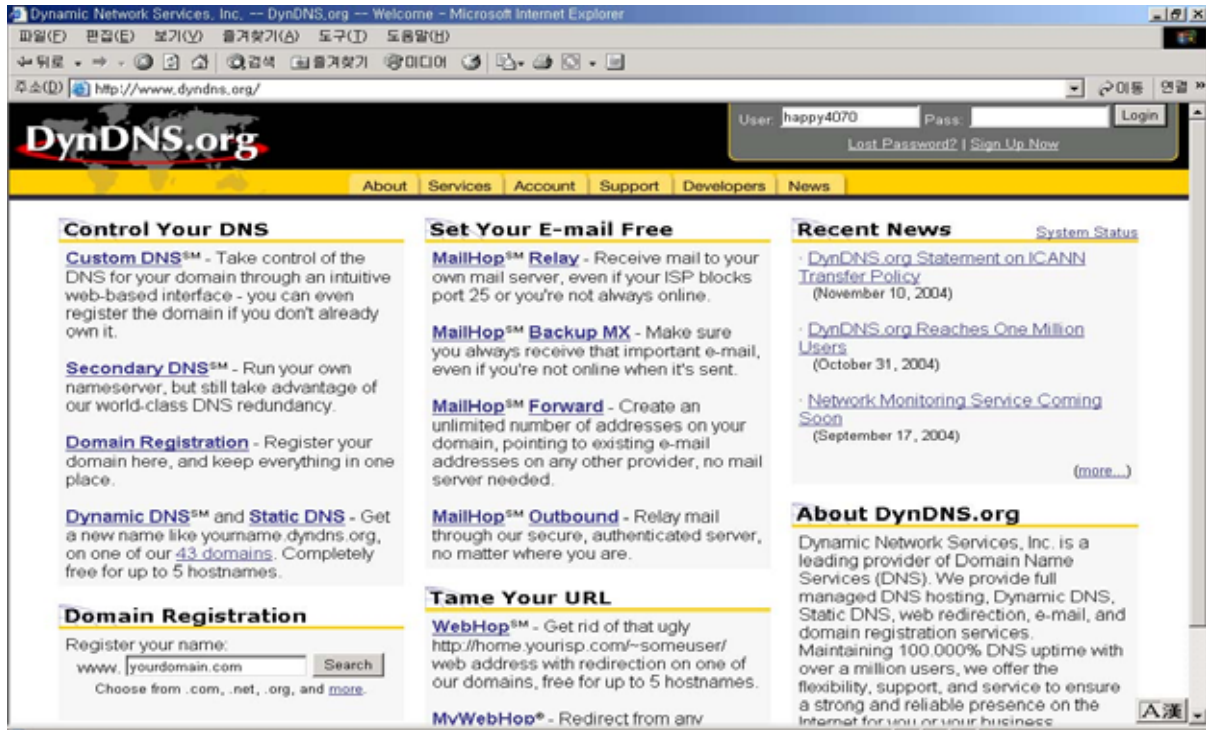 Dynamic Network Services, Inc. -- DynDNS.org -- Welcome - Microsoft Internet Explorer
파일(F) 편집(E) 보기(V) 즐겨찾기(A) 도구(T) 도움말(H)
뒤로 검색 즐겨찾기 미디어
주소(D) http://www.dyndns.org/ 이동 연결 »
DynDNS.org
User: happy4070 Pass: Login
Lost Password? | Sign Up Now
About Services Account Support Developers News
Control Your DNS
Custom DNS℠ - Take control of the
DNS for your domain through an intuitive
web-based interface - you can even
register the domain if you don't already
own it.
Secondary DNS℠ - Run your own
nameserver, but still take advantage of
our world-class DNS redundancy.
Domain Registration - Register your
domain here, and keep everything in one
place.
Dynamic DNS℠ and Static DNS - Get
a new name like yourname.dyndns.org,
on one of our 43 domains. Completely
free for up to 5 hostnames.
Domain Registration
Register your name:
www. yourdomain.com Search
Choose from .com, .net, .org, and more.
Set Your E-mail Free
MailHop℠ Relay - Receive mail to your
own mail server, even if your ISP blocks
port 25 or you're not always online.
MailHop℠ Backup MX - Make sure
you always receive that important e-mail,
even if you're not online when it's sent.
MailHop℠ Forward - Create an
unlimited number of addresses on your
domain, pointing to existing e-mail
addresses on any other provider, no mail
server needed.
MailHop℠ Outbound - Relay mail
through our secure, authenticated server,
no matter where you are.
Tame Your URL
WebHop℠ - Get rid of that ugly
http://home.yourisp.com/~someuser/
web address with redirection on one of
our domains, free for up to 5 hostnames.
MyWebHop® - Redirect from any
Recent News System Status
· DynDNS.org Statement on ICANN
Transfer Policy
(November 10, 2004)
· DynDNS.org Reaches One Million
Users
(October 31, 2004)
· Network Monitoring Service Coming
Soon
(September 17, 2004)
(more...)
About DynDNS.org
Dynamic Network Services, Inc. is a
leading provider of Domain Name
Services (DNS). We provide full
managed DNS hosting, Dynamic DNS,
Static DNS, web redirection, e-mail, and
domain registration services.
Maintaining 100.000% DNS uptime with
over a million users, we offer the
flexibility, support, and service to ensure
a strong and reliable presence on the
Internet for you or your business.
A漢